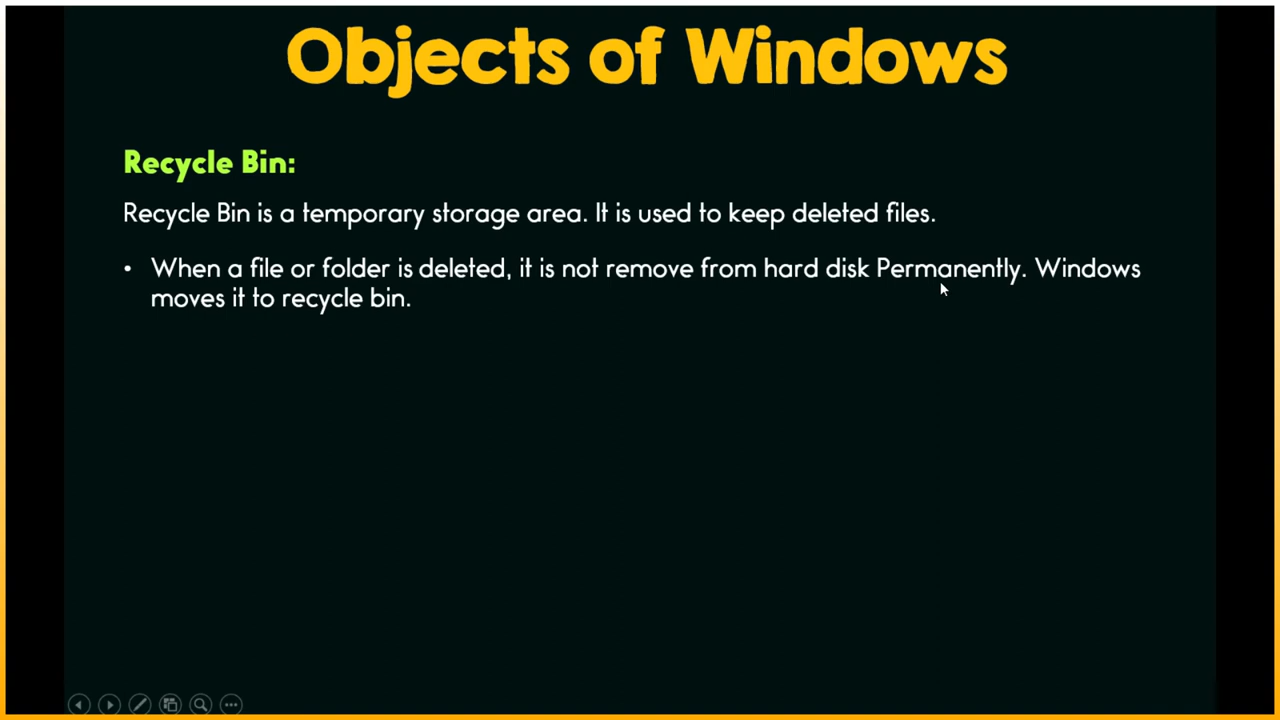 Objects of Windows
Recycle Bin:
Recycle Bin is a temporary storage area. It is used to keep deleted files.
• When a file or folder is deleted, it is not remove from hard disk Permanently. Windows
moves it to recycle bin.